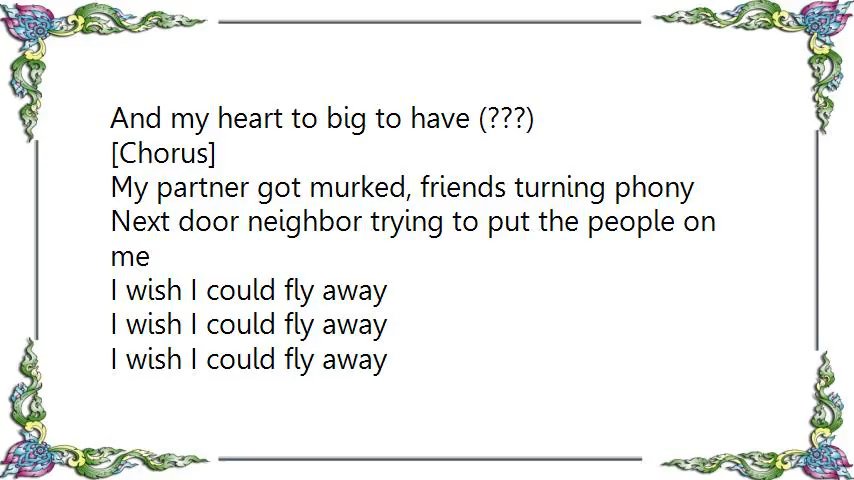 And my heart to big to have (???)
[Chorus]
My partner got murked, friends turning phony
Next door neighbor trying to put the people on
me
I wish I could fly away
I wish I could fly away
I wish I could fly away